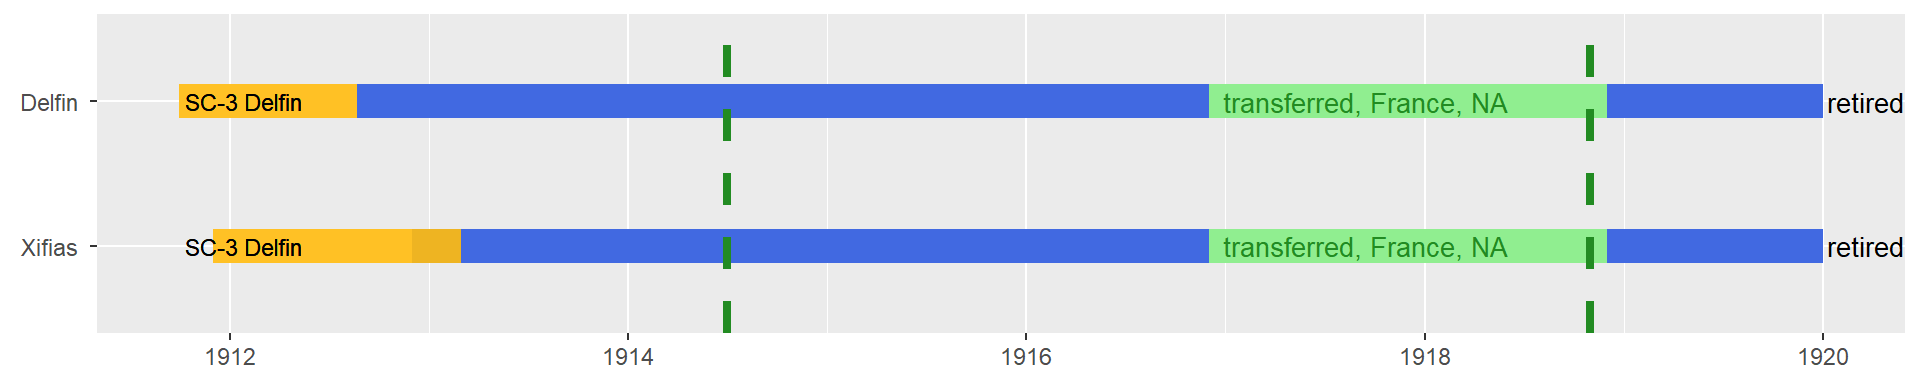 Delfin
SC-3 Delfin
transferred, France, NA
retired
Xifias
SC-3 Delfin
transferred, France, NA
retired
1912
1914
1916
1918
1920